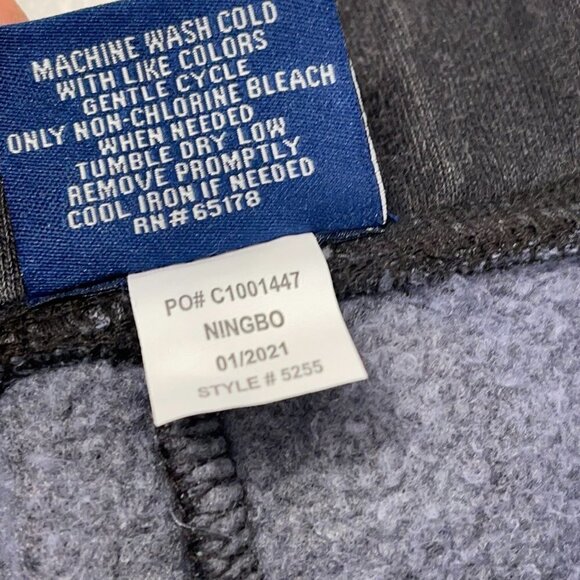 MACHINE WASH COLD
WITH LIKE COLORS
GENTLE CYCLE
ONLY NON-CHLORINE BLEACH
WHEN NEEDED
TUMBLE DRY LOW
REMOVE PROMPTLY
COOL IRON IF NEEDED
RN# 65178
PO# C1001447
NINGBO
01/2021
STYLE # 5255